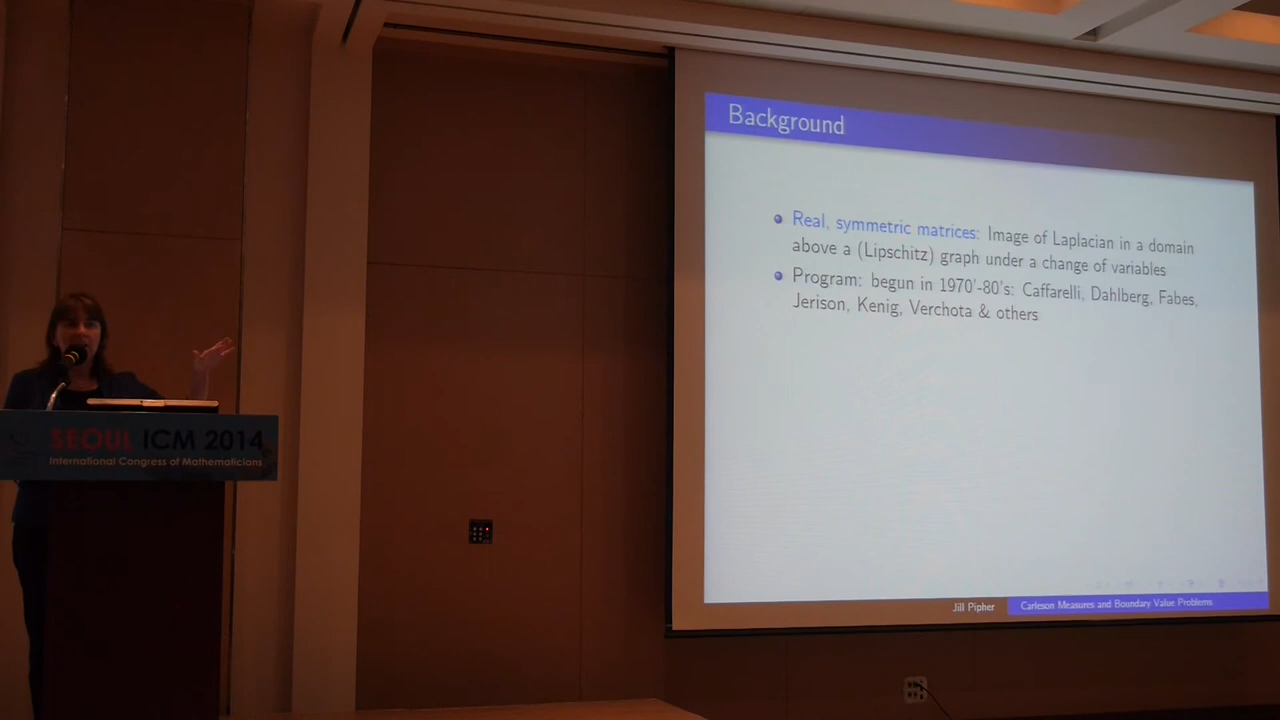 Background
Real, symmetric matrices: Image of Laplacian in a domain
above a (Lipschitz) graph under a change of variables
Program: begun in 1970'-80's: Caffarelli, Dahlberg, Fabes,
Jerison, Kenig, Verchota & others
Jill Pipher
Carleson Measures and Boundary Value Problems
SEOUL ICM 2014
International Congress of Mathematicians